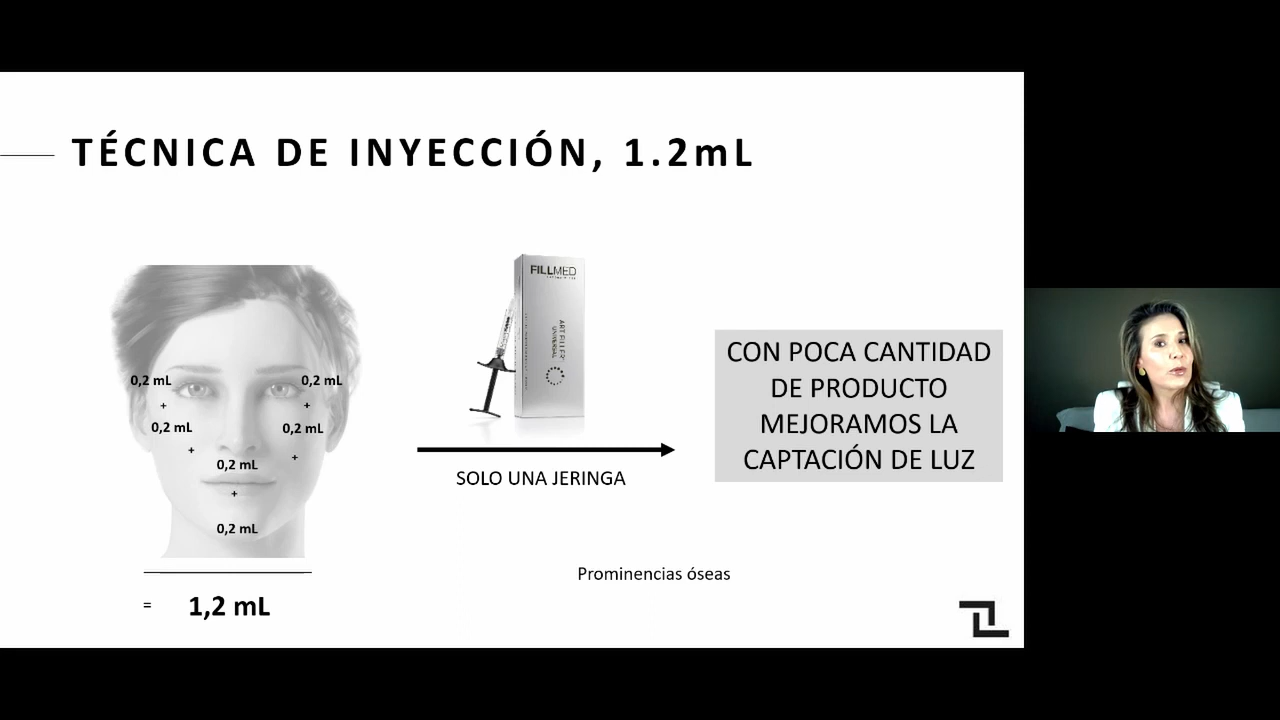 TÉCNICA DE INYECCIÓN, 1.2mL
FILLMED
ART FILLER
UNIVERSAL
0,2 mL 0,2 mL
+ +
0,2 mL 0,2 mL
+ +
0,2 mL
+
0,2 mL
= 1,2 mL
SOLO UNA JERINGA
CON POCA CANTIDAD
DE PRODUCTO
MEJORAMOS LA
CAPTACIÓN DE LUZ
Prominencias óseas